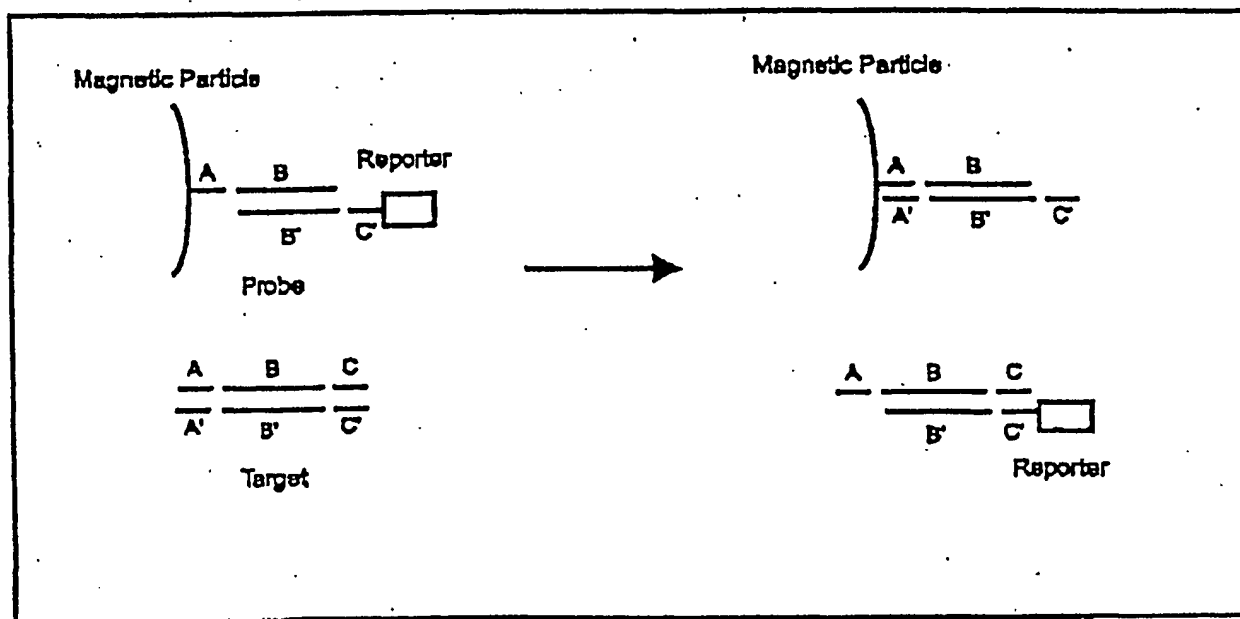 Magnetic Particle
A B Reporter
B' C'
Probe
A B C
A' B' C'
Target
Magnetic Particle
A B
A' B' C'
A B C
B' C'
Reporter